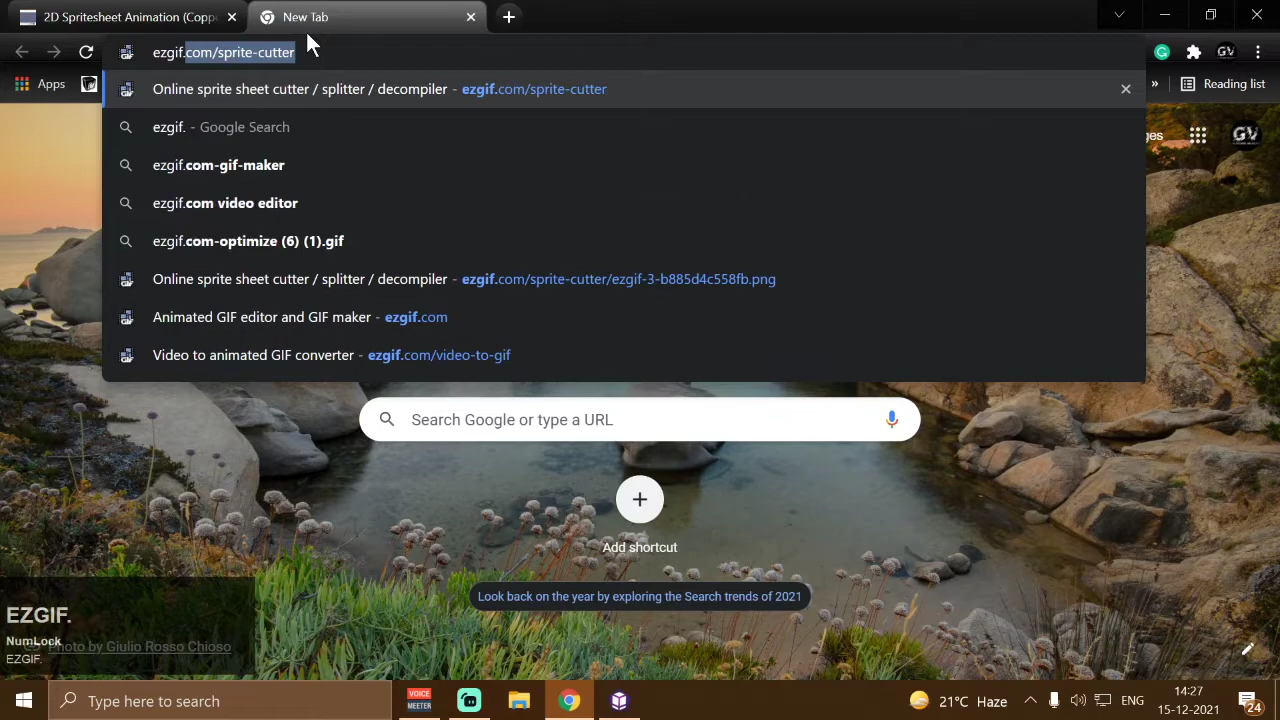 2D Spritesheet Animation (Coppe
New Tab
ezgif.com/sprite-cutter
Apps
GV
»
Reading list
Online sprite sheet cutter / splitter / decompiler - ezgif.com/sprite-cutter
ezgif. - Google Search
ges
GV
ezgif.com-gif-maker
ezgif.com video editor
ezgif.com-optimize (6) (1).gif
Online sprite sheet cutter / splitter / decompiler - ezgif.com/sprite-cutter/ezgif-3-b885d4c558fb.png
Animated GIF editor and GIF maker - ezgif.com
Video to animated GIF converter - ezgif.com/video-to-gif
Search Google or type a URL
Add shortcut
Look back on the year by exploring the Search trends of 2021
EZGIF.
NumLock
Photo by Giulio Rosso Chioso
EZGIF.
Type here to search
VOICE
MEETER
21°C Haze
ENG
14:27
15-12-2021
24